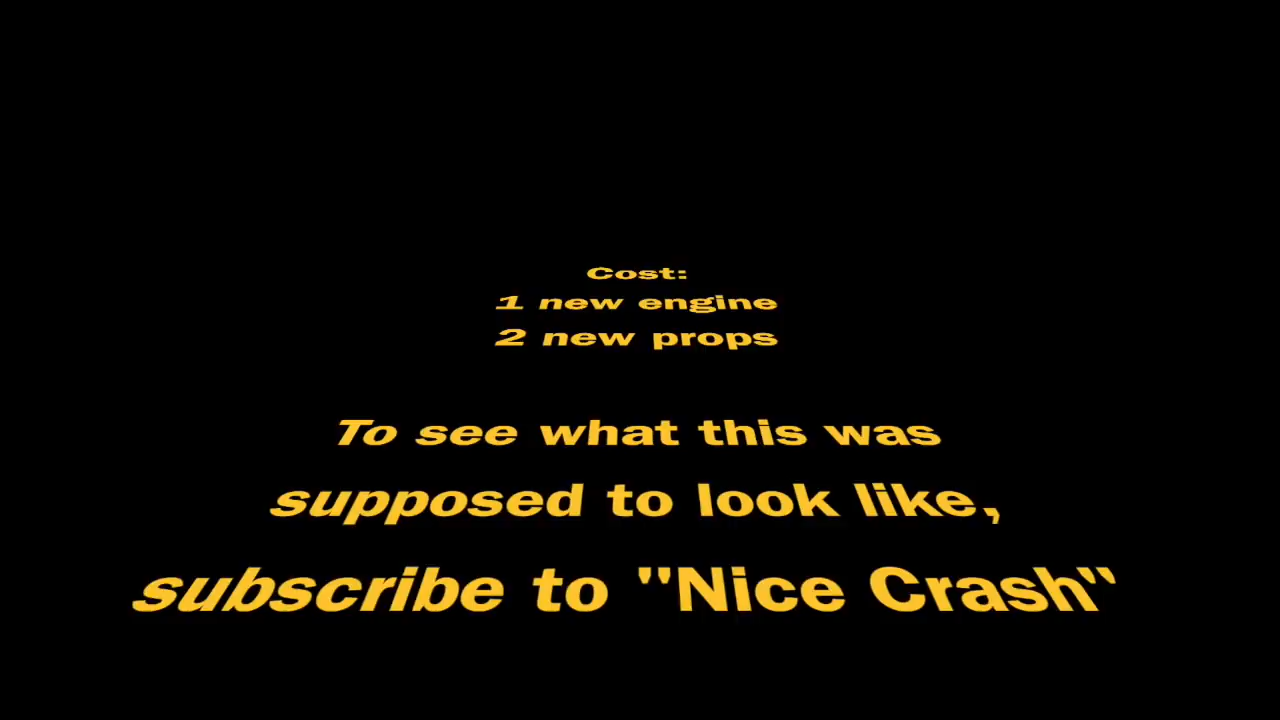 Cost:
1 new engine
2 new props
To see what this was
supposed to look like,
subscribe to "Nice Crash"